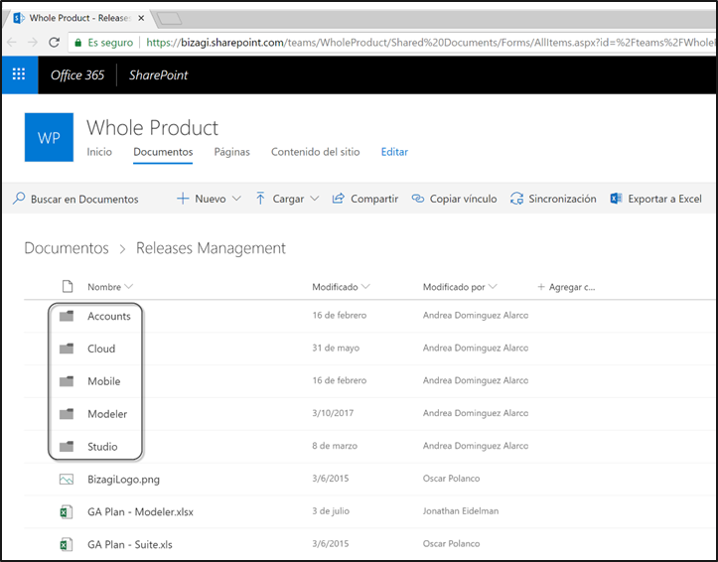 Whole Product - Releases
Es seguro https://bizagi.sharepoint.com/teams/WholeProduct/Shared%20Documents/Forms/AllItems.aspx?id=%2Fteams%2FWholeP
Office 365 SharePoint
WP Whole Product
Inicio Documentos Páginas Contenido del sitio Editar
Buscar en Documentos Nuevo Cargar Compartir Copiar vínculo Sincronización Exportar a Excel
Documentos > Releases Management
Nombre Modificado Modificado por + Agregar c...
Accounts 16 de febrero Andrea Dominguez Alarco
Cloud 31 de mayo Andrea Dominguez Alarco
Mobile 16 de febrero Andrea Dominguez Alarco
Modeler 3/10/2017 Andrea Dominguez Alarco
Studio 8 de marzo Andrea Dominguez Alarco
BizagiLogo.png 3/6/2015 Oscar Polanco
GA Plan - Modeler.xlsx 3 de julio Jonathan Eidelman
GA Plan - Suite.xls 3/6/2015 Oscar Polanco